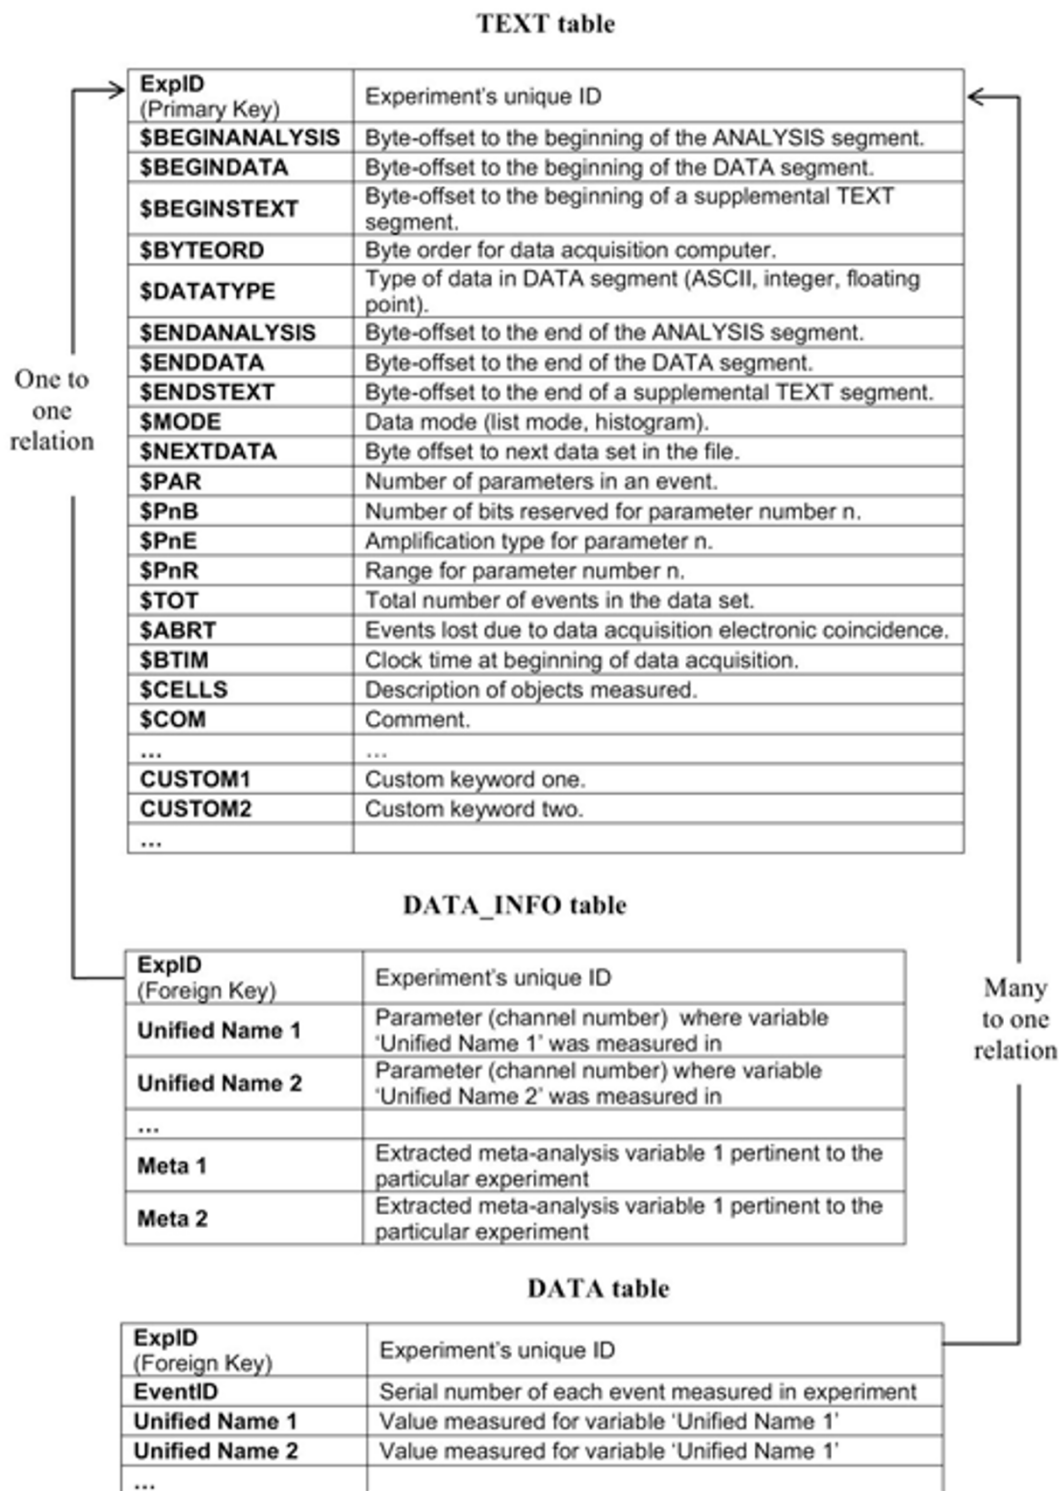 TEXT table
ExpID
(Primary Key)
Experiment's unique ID
$BEGINANALYSIS
Byte-offset to the beginning of the ANALYSIS segment.
$BEGINDATA
Byte-offset to the beginning of the DATA segment.
$BEGINSTEXT
Byte-offset to the beginning of a supplemental TEXT
segment.
$BYTEORD
Byte order for data acquisition computer.
$DATATYPE
Type of data in DATA segment (ASCII, integer, floating
point).
$ENDANALYSIS
Byte-offset to the end of the ANALYSIS segment.
$ENDDATA
Byte-offset to the end of the DATA segment.
$ENDSTEXT
Byte-offset to the end of a supplemental TEXT segment.
$MODE
Data mode (list mode, histogram).
$NEXTDATA
Byte offset to next data set in the file.
$PAR
Number of parameters in an event.
$PnB
Number of bits reserved for parameter number n.
$PnE
Amplification type for parameter n.
$PnR
Range for parameter number n.
$TOT
Total number of events in the data set.
$ABRT
Events lost due to data acquisition electronic coincidence.
$BTIM
Clock time at beginning of data acquisition.
$CELLS
Description of objects measured.
$COM
Comment.
...
...
CUSTOM1
Custom keyword one.
CUSTOM2
Custom keyword two.
...
One to
one
relation
DATA_INFO table
ExpID
(Foreign Key)
Experiment's unique ID
Unified Name 1
Parameter (channel number) where variable
'Unified Name 1' was measured in
Unified Name 2
Parameter (channel number) where variable
'Unified Name 2' was measured in
...
Meta 1
Extracted meta-analysis variable 1 pertinent to the
particular experiment
Meta 2
Extracted meta-analysis variable 1 pertinent to the
particular experiment
Many
to one
relation
DATA table
ExpID
(Foreign Key)
Experiment's unique ID
EventID
Serial number of each event measured in experiment
Unified Name 1
Value measured for variable 'Unified Name 1'
Unified Name 2
Value measured for variable 'Unified Name 1'
...